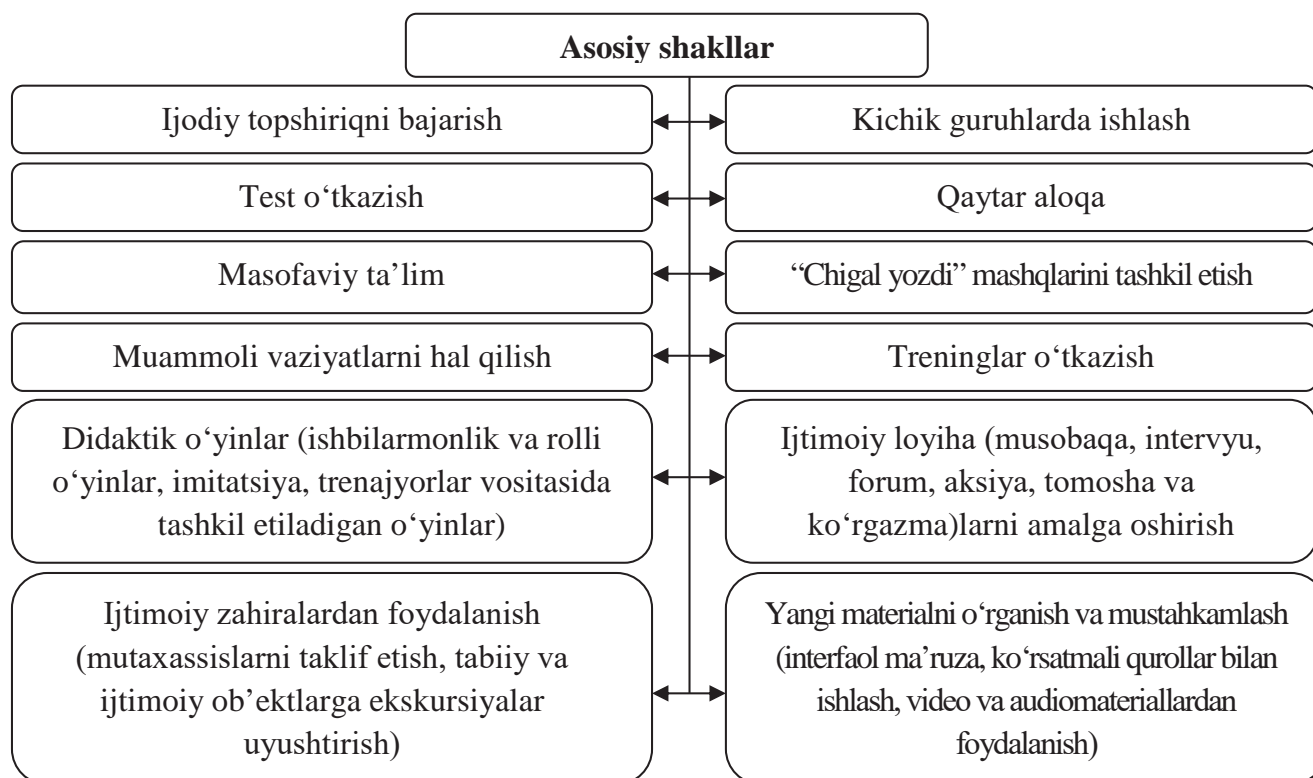 Asosiy shakllar
Ijodiy topshiriqni bajarish
Kichik guruhlarda ishlash
Test o‘tkazish
Qaytar aloqa
Masofaviy ta’lim
“Chigal yozdi” mashqlarini tashkil etish
Muammoli vaziyatlarni hal qilish
Treninglar o‘tkazish
Didaktik o‘yinlar (ishbilarmonlik va rolli
o‘yinlar, imitatsiya, trenajyorlar vositasida
tashkil etiladigan o‘yinlar)
Ijtimoiy loyiha (musobaqa, intervyu,
forum, aksiya, tomosha va
ko‘rgazma)larni amalga oshirish
Ijtimoiy zahiralardan foydalanish
(mutaxassislarni taklif etish, tabiiy va
ijtimoiy ob’ektlarga ekskursiyalar
uyushtirish)
Yangi materialni o‘rganish va mustahkamlash
(interfaol ma’ruza, ko‘rsatmali qurollar bilan
ishlash, video va audiomateriallardan
foydalanish)